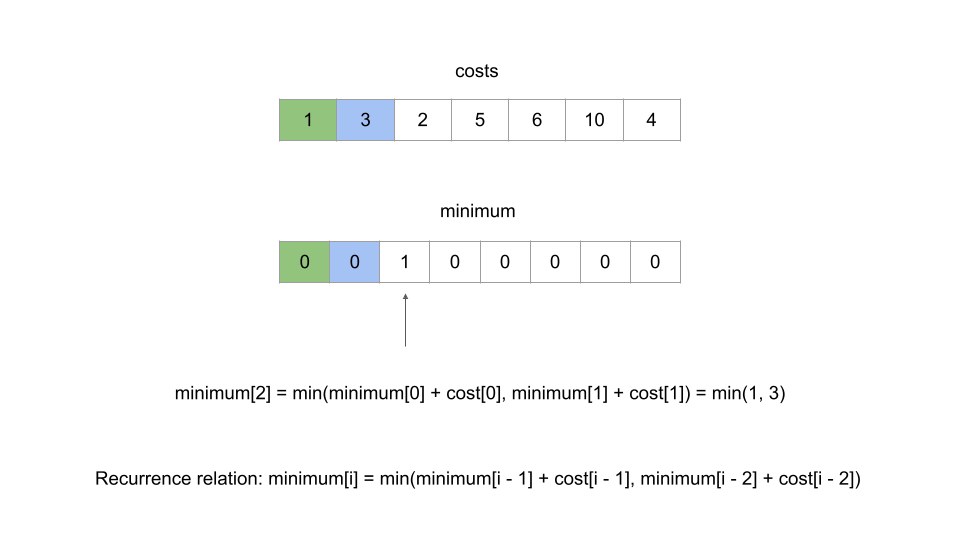 costs
1 3 2 5 6 10 4
minimum
0 0 1 0 0 0 0 0
minimum[2] = min(minimum[0] + cost[0], minimum[1] + cost[1]) = min(1, 3)
Recurrence relation: minimum[i] = min(minimum[i - 1] + cost[i - 1], minimum[i - 2] + cost[i - 2])